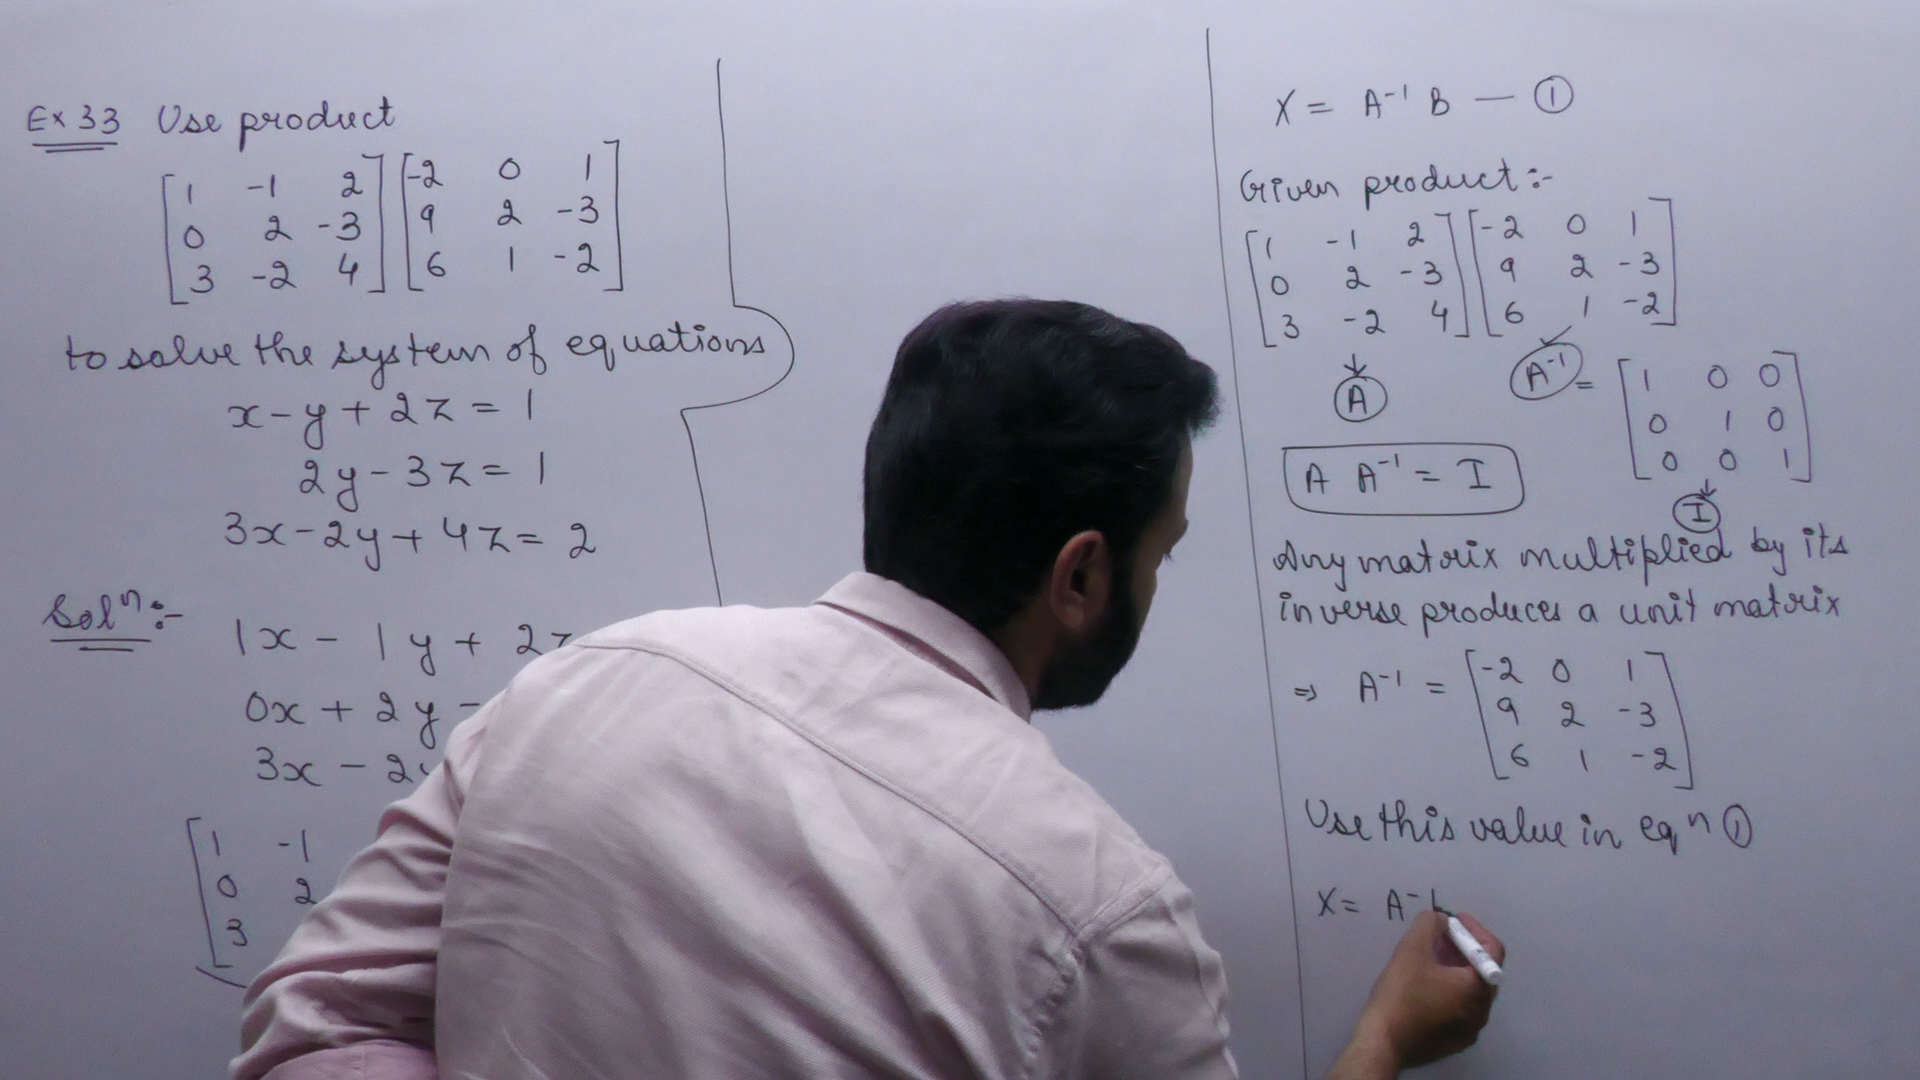 Ex 33 Use product
[1 -1 2] [-2 0 1]
[0 2 -3] [9 2 -3]
[3 -2 4] [6 1 -2]
to solve the system of equations
x - y + 2z = 1
2y - 3z = 1
3x - 2y + 4z = 2
Solⁿ:-
1x - 1y + 2z
0x + 2y -
3x - 2y
[1 -1
[0 2
[3
X = A⁻¹ B — ①
Given product:-
[1 -1 2] [-2 0 1]
[0 2 -3] [9 2 -3]
[3 -2 4] [6 1 -2]
↓ Ⓐ A⁻¹ = [1 0 0]
[0 1 0]
[0 0 1]
↓ Ⓘ
A A⁻¹ = I
Any matrix multiplied by its
inverse produces a unit matrix
⇒ A⁻¹ = [-2 0 1]
[9 2 -3]
[6 1 -2]
Use this value in eqⁿ ①
X = A⁻¹